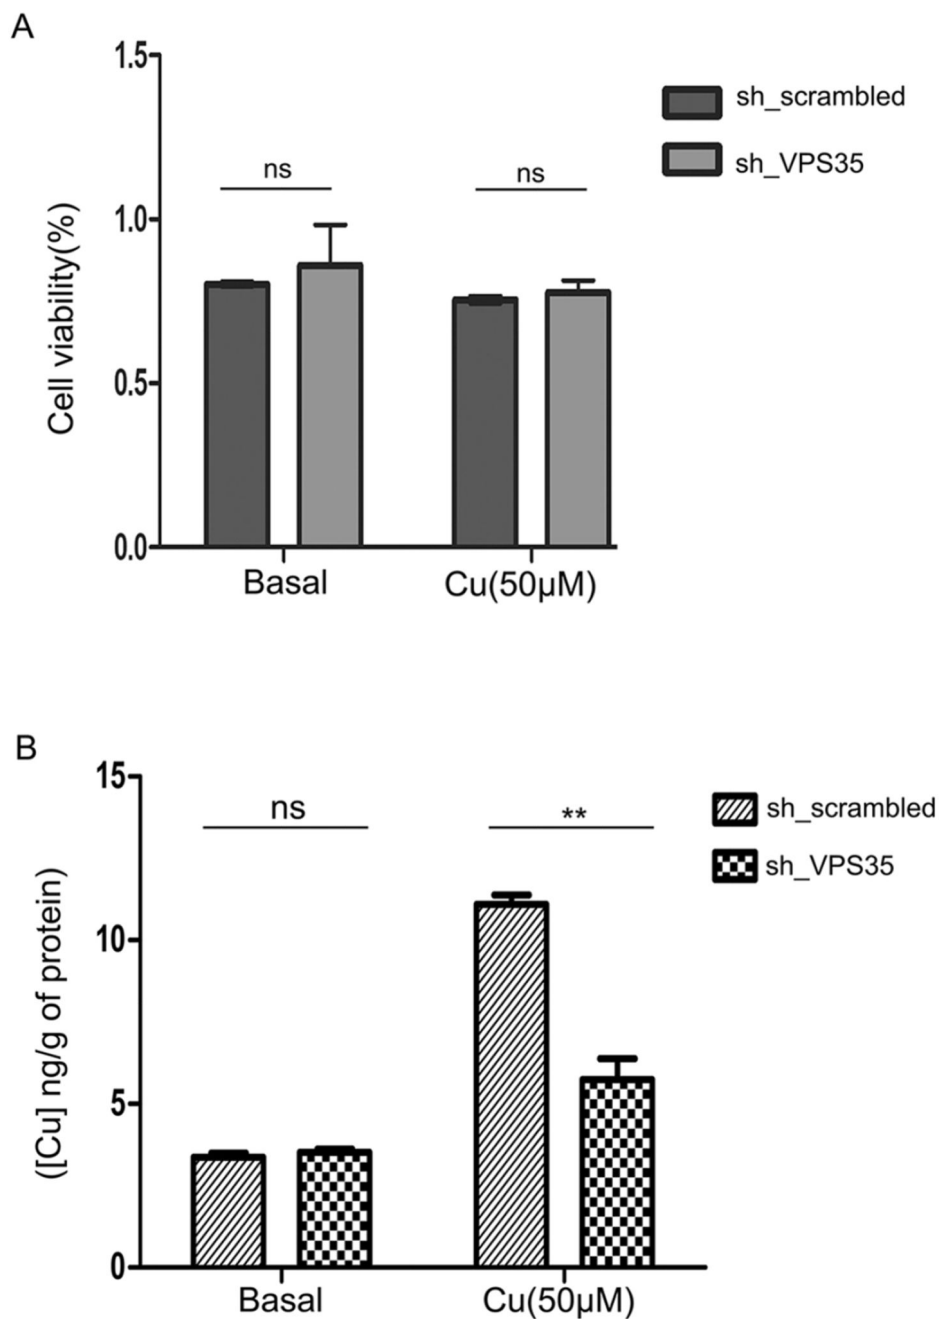 A
1.5
1.0
0.5
0.0
Cell viability(%)
ns
ns
sh_scrambled
sh_VPS35
Basal
Cu(50µM)
B
15
10
5
0
([Cu] ng/g of protein)
ns
**
sh_scrambled
sh_VPS35
Basal
Cu(50µM)